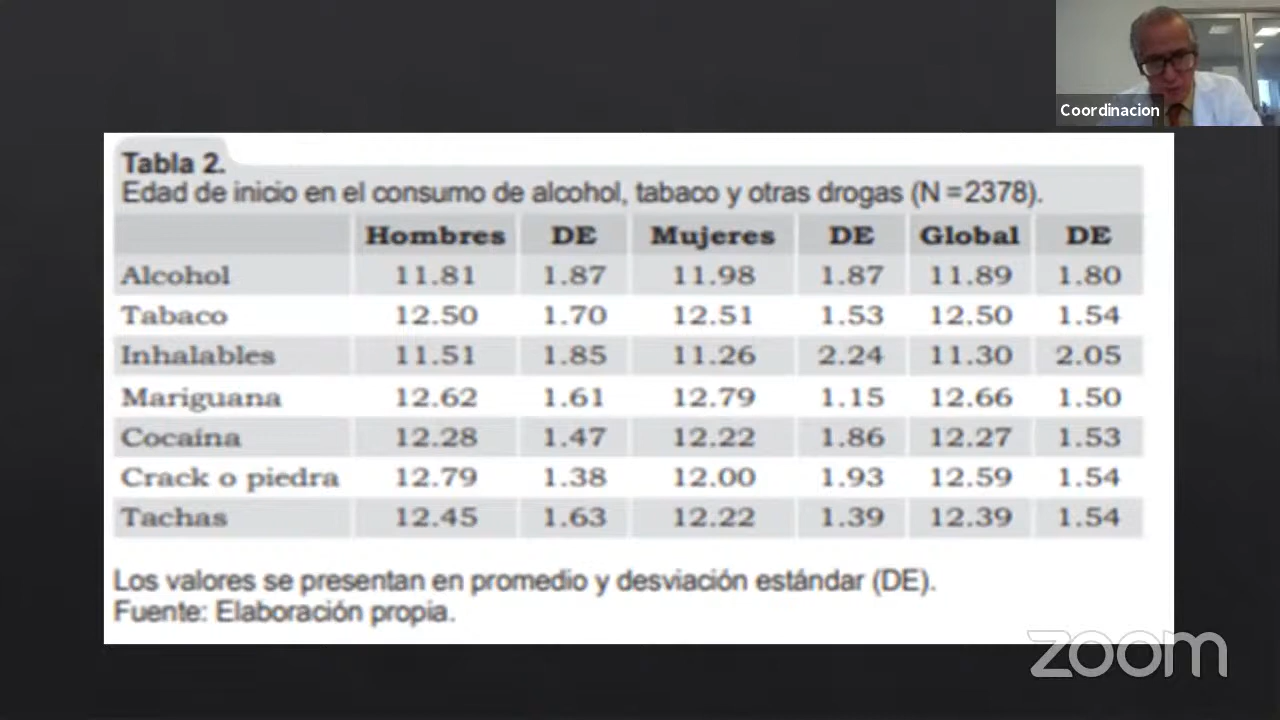 Coordinacion
Tabla 2.
Edad de inicio en el consumo de alcohol, tabaco y otras drogas (N =2378).
Hombres DE Mujeres DE Global DE
Alcohol 11.81 1.87 11.98 1.87 11.89 1.80
Tabaco 12.50 1.70 12.51 1.53 12.50 1.54
Inhalables 11.51 1.85 11.26 2.24 11.30 2.05
Mariguana 12.62 1.61 12.79 1.15 12.66 1.50
Cocaína 12.28 1.47 12.22 1.86 12.27 1.53
Crack o piedra 12.79 1.38 12.00 1.93 12.59 1.54
Tachas 12.45 1.63 12.22 1.39 12.39 1.54
Los valores se presentan en promedio y desviación estándar (DE).
Fuente: Elaboración propia.
zoom